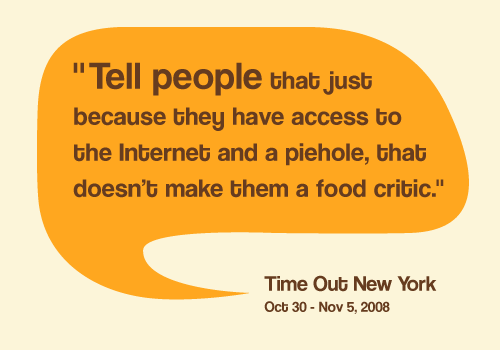 "Tell people that just
because they have access to
the Internet and a piehole, that
doesn't make them a food critic."
Time Out New York
Oct 30 - Nov 5, 2008